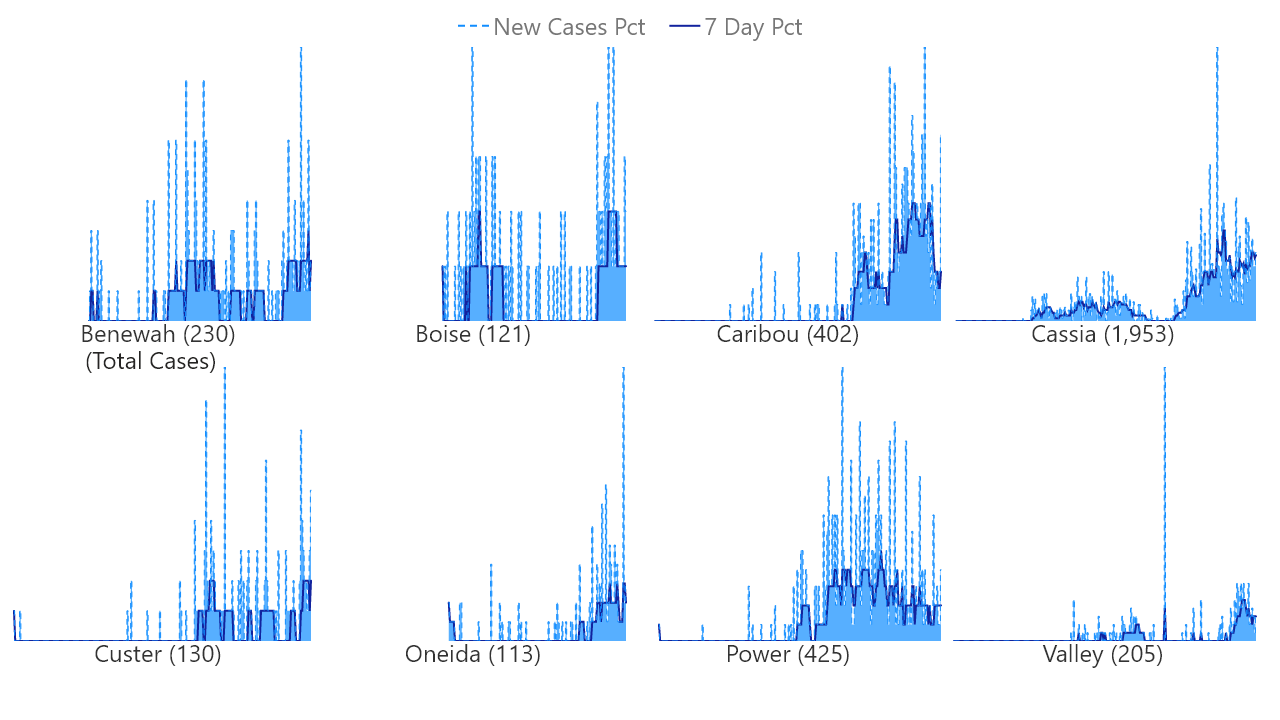 New Cases Pct 7 Day Pct
Benewah (230) Boise (121) Caribou (402) Cassia (1,953)
(Total Cases)
Custer (130) Oneida (113) Power (425) Valley (205)